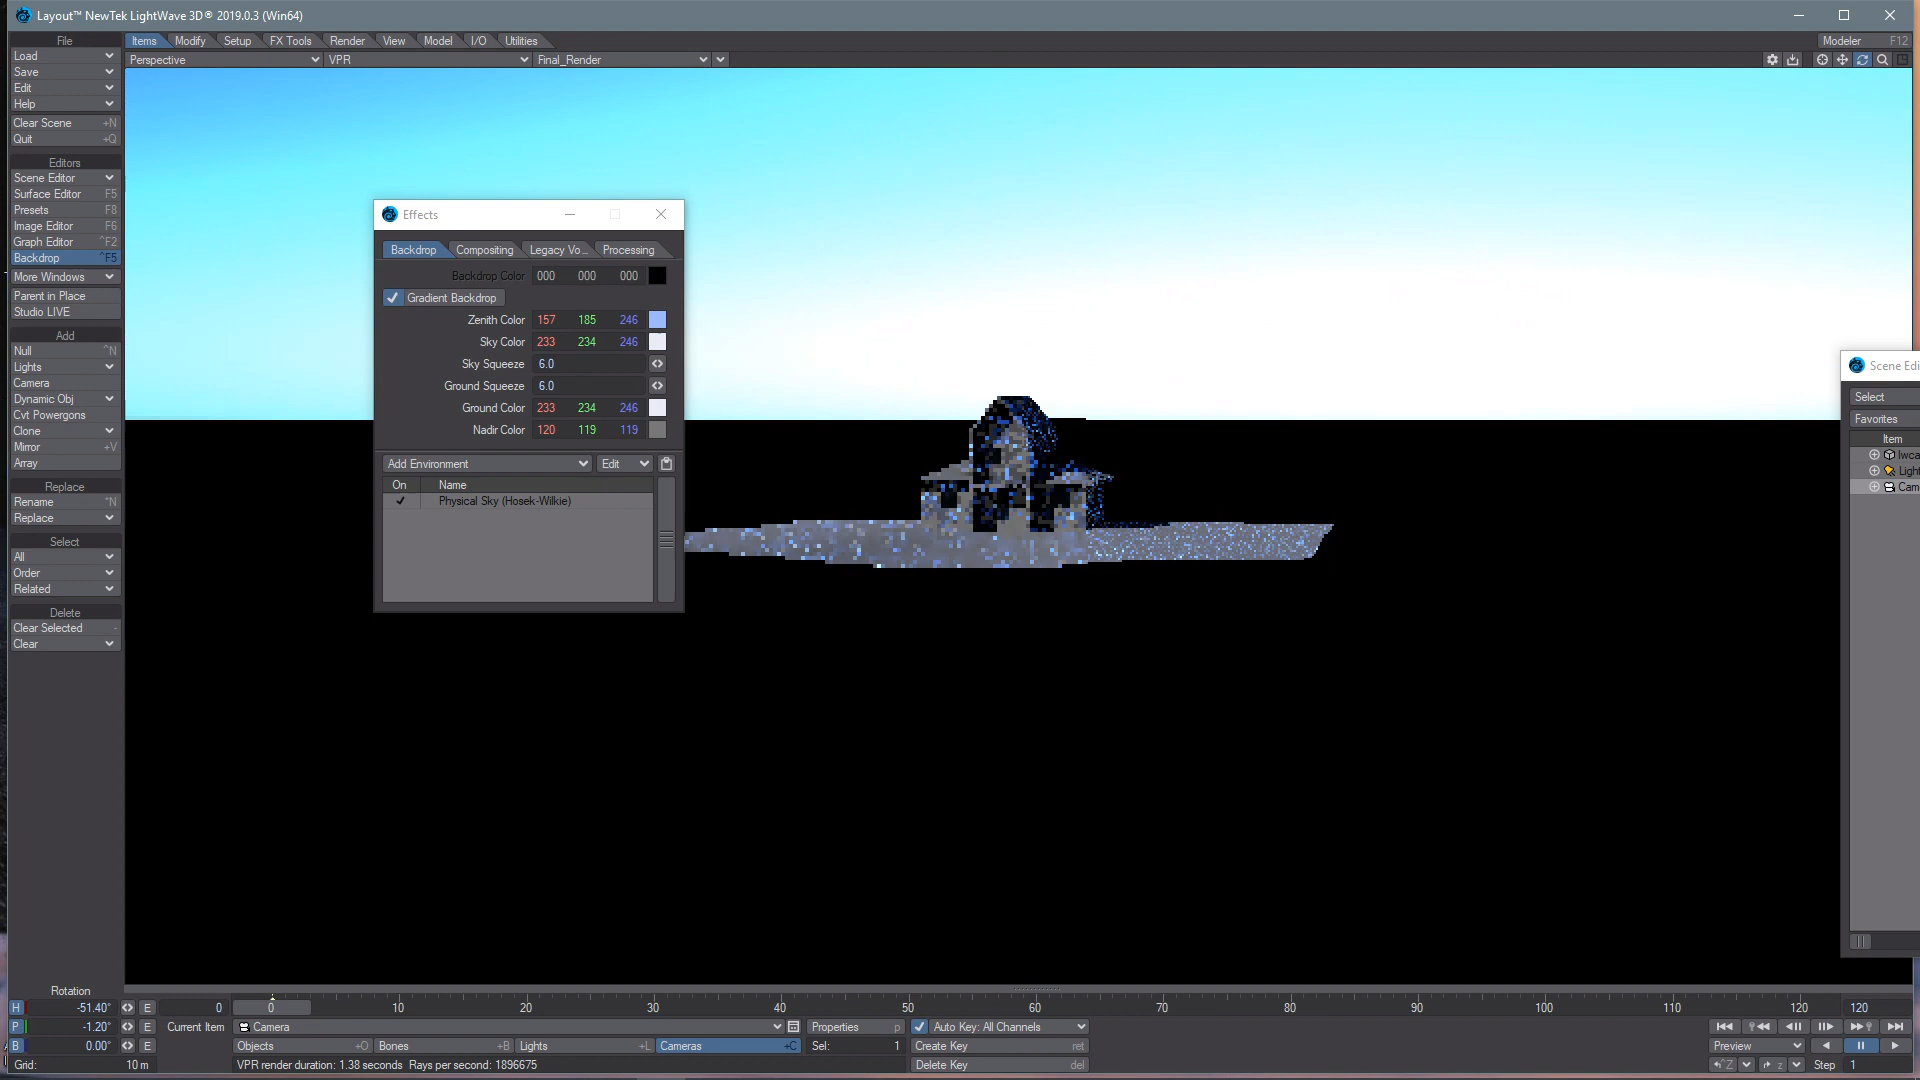 Layout™ NewTek LightWave 3D® 2019.0.3 (Win64)
File
Items Modify Setup FX Tools Render View Model I/O Utilities
Modeler F12
Load
Perspective VPR Final_Render
Save
Edit
Help
Clear Scene +N
Quit +Q
Editors
Scene Editor
Surface Editor F5
Presets F8
Image Editor F6
Graph Editor ^F2
Backdrop ^F5
More Windows
Parent in Place
Studio LIVE
Add
Null ^N
Lights
Camera
Dynamic Obj
Cvt Powergons
Clone
Mirror +V
Array
Replace
Rename ^N
Replace
Select
All
Order
Related
Delete
Clear Selected -
Clear
Effects
Backdrop Compositing Legacy Vo... Processing
Backdrop Color 000 000 000
Gradient Backdrop
Zenith Color 157 185 246
Sky Color 233 234 246
Sky Squeeze 6.0
Ground Squeeze 6.0
Ground Color 233 234 246
Nadir Color 120 119 119
Add Environment Edit
On Name
Physical Sky (Hosek-Wilkie)
Scene Edi
Select
Favorites
Item
lwca
Light
Cam
Rotation
H -51.40° E 0
0 10 20 30 40 50 60 70 80 90 100 110 120 120
P -1.20° E Current Item Camera Properties p Auto Key: All Channels
B 0.00° E Objects +O Bones +B Lights +L Cameras +C Sel: 1 Create Key ret Preview
Grid: 10 m VPR render duration: 1.38 seconds Rays per second: 1896675 Delete Key del ^Z z Step 1